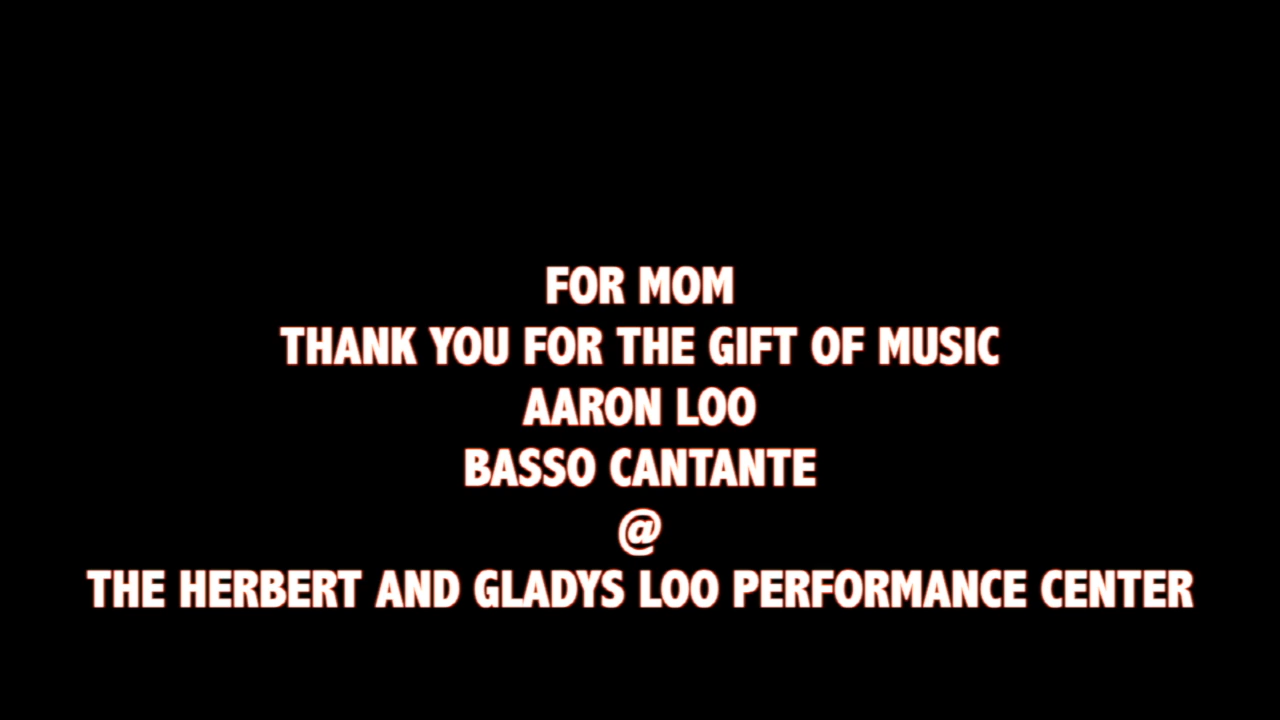 FOR MOM
THANK YOU FOR THE GIFT OF MUSIC
AARON LOO
BASSO CANTANTE
@
THE HERBERT AND GLADYS LOO PERFORMANCE CENTER